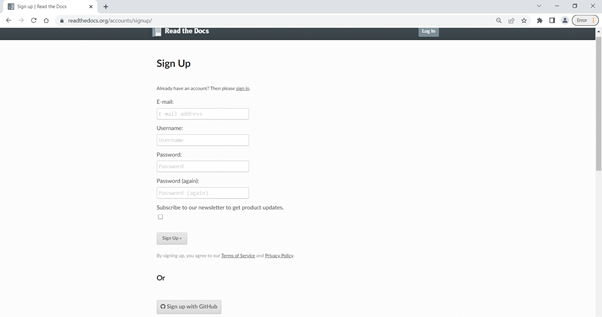 Sign up | Read the Docs
readthedocs.org/accounts/signup/
Error
Read the Docs
Log In
Sign Up
Already have an account? Then please sign in.
E-mail:
E-mail address
Username:
Username
Password:
Password
Password (again):
Password (again)
Subscribe to our newsletter to get product updates.
Sign Up »
By signing up, you agree to our Terms of Service and Privacy Policy.
Or
Sign up with GitHub